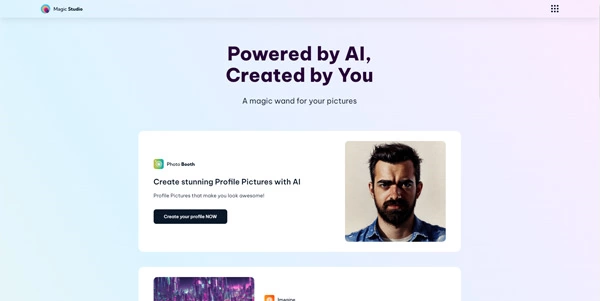 Magic Studio
Powered by AI,
Created by You
A magic wand for your pictures
Photo Booth
Create stunning Profile Pictures with AI
Profile Pictures that make you look awesome!
Create your profile NOW
Imagine